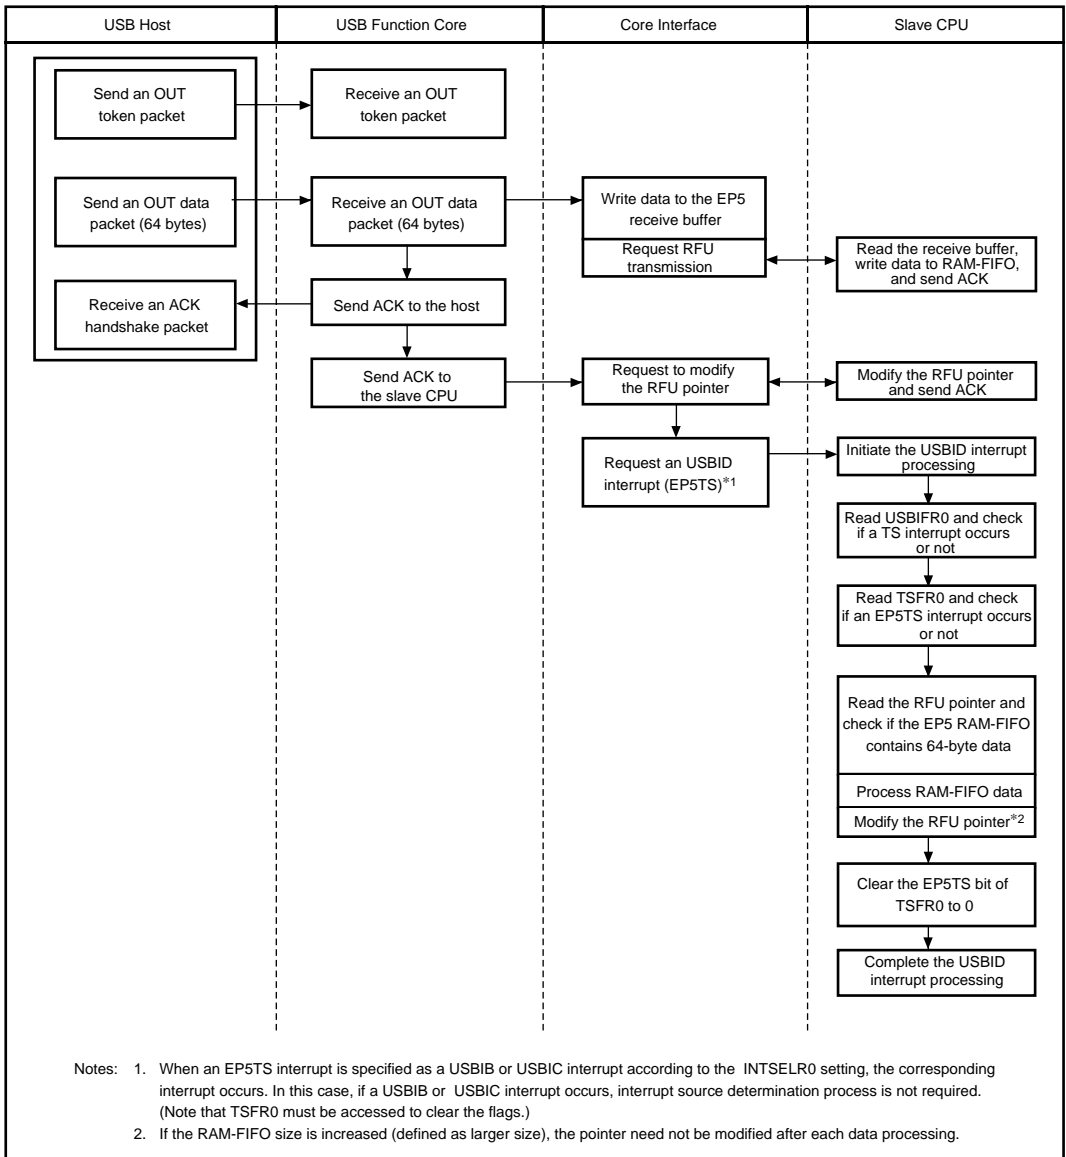 USB Host
USB Function Core
Core Interface
Slave CPU
Send an OUT
token packet
Receive an OUT
token packet
Send an OUT data
packet (64 bytes)
Receive an OUT data
packet (64 bytes)
Write data to the EP5
receive buffer
Request RFU
transmission
Read the receive buffer,
write data to RAM-FIFO,
and send ACK
Receive an ACK
handshake packet
Send ACK to the host
Send ACK to
the slave CPU
Request to modify
the RFU pointer
Modify the RFU pointer
and send ACK
Request an USBID
interrupt (EP5TS)*1
Initiate the USBID interrupt
processing
Read USBIFR0 and check
if a TS interrupt occurs
or not
Read TSFR0 and check
if an EP5TS interrupt occurs
or not
Read the RFU pointer and
check if the EP5 RAM-FIFO
contains 64-byte data
Process RAM-FIFO data
Modify the RFU pointer*2
Clear the EP5TS bit of
TSFR0 to 0
Complete the USBID
interrupt processing
Notes: 1. When an EP5TS interrupt is specified as a USBIB or USBIC interrupt according to the INTSELR0 setting, the corresponding
interrupt occurs. In this case, if a USBIB or USBIC interrupt occurs, interrupt source determination process is not required.
(Note that TSFR0 must be accessed to clear the flags.)
2. If the RAM-FIFO size is increased (defined as larger size), the pointer need not be modified after each data processing.